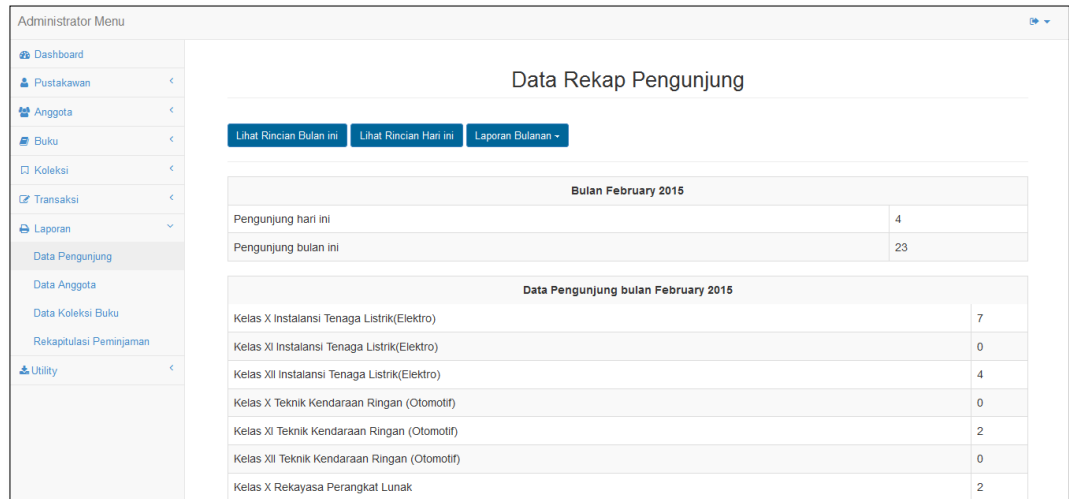 Administrator Menu
Dashboard
Pustakawan
Anggota
Buku
Koleksi
Transaksi
Laporan
Data Pengunjung
Data Anggota
Data Koleksi Buku
Rekapitulasi Peminjaman
Utility
Data Rekap Pengunjung
Lihat Rincian Bulan ini Lihat Rincian Hari ini Laporan Bulanan
Bulan February 2015
Pengunjung hari ini 4
Pengunjung bulan ini 23
Data Pengunjung bulan February 2015
Kelas X Instalansi Tenaga Listrik(Elektro) 7
Kelas XI Instalansi Tenaga Listrik(Elektro) 0
Kelas XII Instalansi Tenaga Listrik(Elektro) 4
Kelas X Teknik Kendaraan Ringan (Otomotif) 0
Kelas XI Teknik Kendaraan Ringan (Otomotif) 2
Kelas XII Teknik Kendaraan Ringan (Otomotif) 0
Kelas X Rekayasa Perangkat Lunak 2